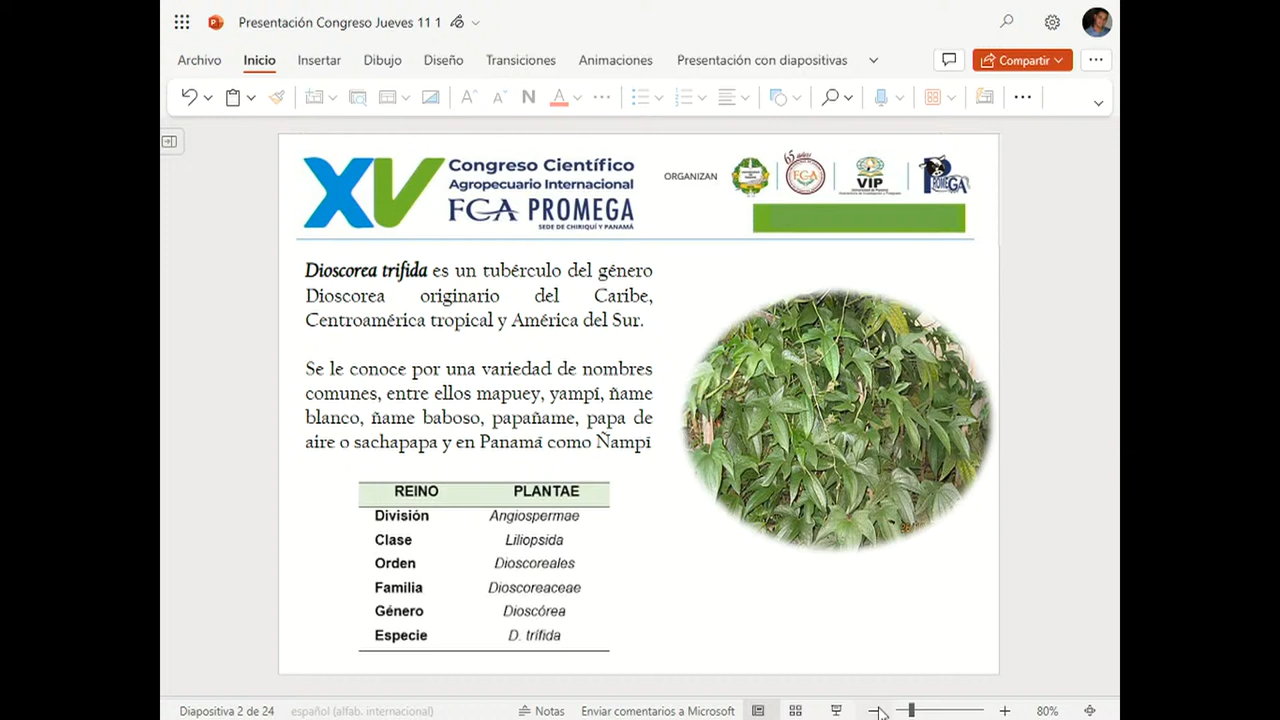 Presentación Congreso Jueves 11 1
Archivo Inicio Insertar Dibujo Diseño Transiciones Animaciones Presentación con diapositivas Compartir
N A
XV Congreso Científico
Agropecuario Internacional
FCA PROMEGA
SEDE DE CHIRIQUÍ Y PANAMÁ
ORGANIZAN
65 años
FCA
VIP
PROMEGA
Dioscorea trifida es un tubérculo del género
Dioscorea originario del Caribe,
Centroamérica tropical y América del Sur.
Se le conoce por una variedad de nombres
comunes, entre ellos mapuey, yampí, ñame
blanco, ñame baboso, papañame, papa de
aire o sachapapa y en Panamá como Ñampí
REINO PLANTAE
División Angiospermae
Clase Liliopsida
Orden Dioscoreales
Familia Dioscoreaceae
Género Dioscórea
Especie D. trífida
Diapositiva 2 de 24 español (alfab. internacional) Notas Enviar comentarios a Microsoft 80%